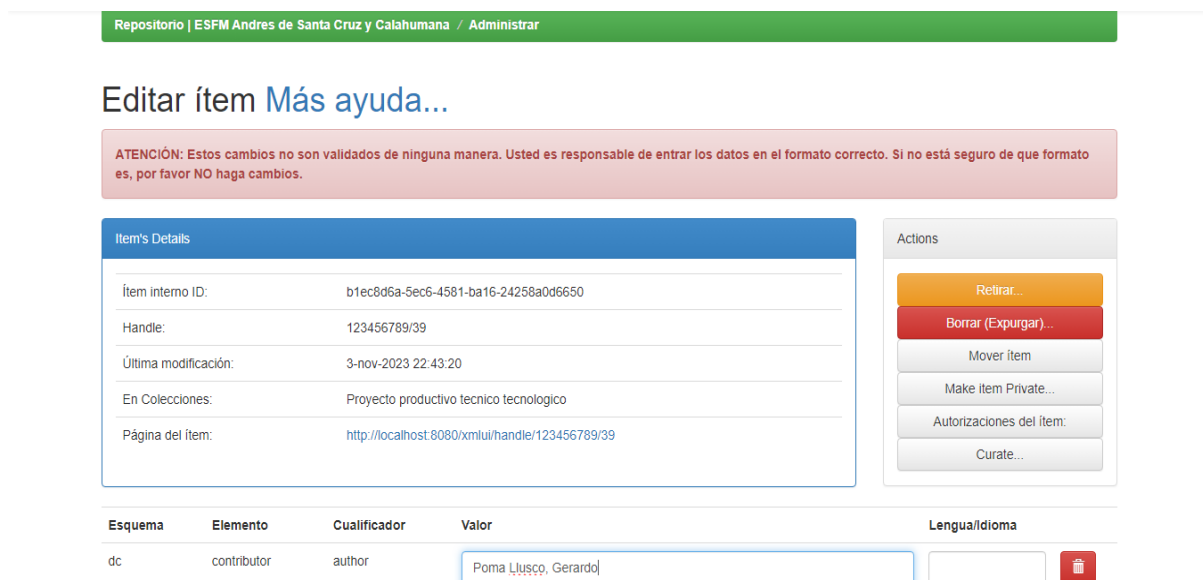 Repositorio | ESFM Andres de Santa Cruz y Calahumana / Administrar
Editar ítem Más ayuda...
ATENCIÓN: Estos cambios no son validados de ninguna manera. Usted es responsable de entrar los datos en el formato correcto. Si no está seguro de que formato
es, por favor NO haga cambios.
Item's Details
Ítem interno ID: b1ec8d6a-5ec6-4581-ba16-24258a0d6650
Handle: 123456789/39
Última modificación: 3-nov-2023 22:43:20
En Colecciones: Proyecto productivo tecnico tecnologico
Página del ítem: http://localhost:8080/xmlui/handle/123456789/39
Actions
Retirar...
Borrar (Expurgar)...
Mover ítem
Make item Private...
Autorizaciones del ítem:
Curate...
Esquema Elemento Cualificador Valor Lengua/Idioma
dc contributor author Poma Llusco, Gerardo